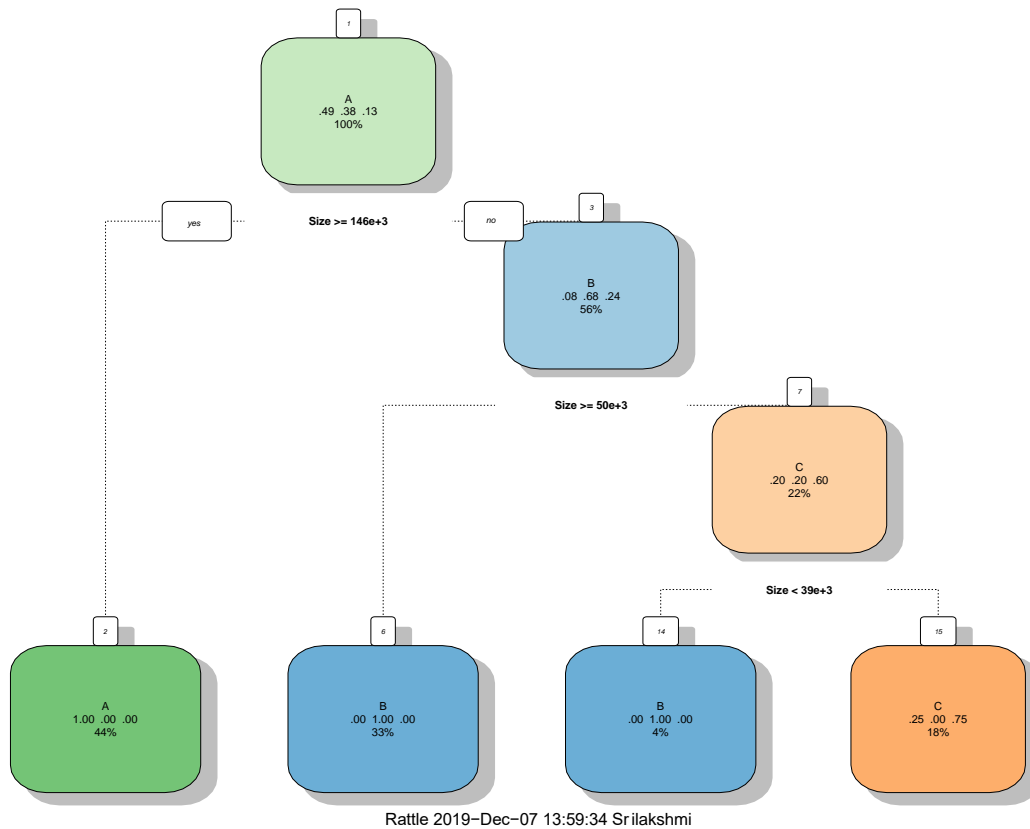 1
A
.49 .38 .13
100%
yes
Size >= 146e+3
no
3
B
.08 .68 .24
56%
Size >= 50e+3
7
C
.20 .20 .60
22%
Size < 39e+3
2
A
1.00 .00 .00
44%
6
B
.00 1.00 .00
33%
14
B
.00 1.00 .00
4%
15
C
.25 .00 .75
18%
Rattle 2019−Dec−07 13:59:34 Srilakshmi